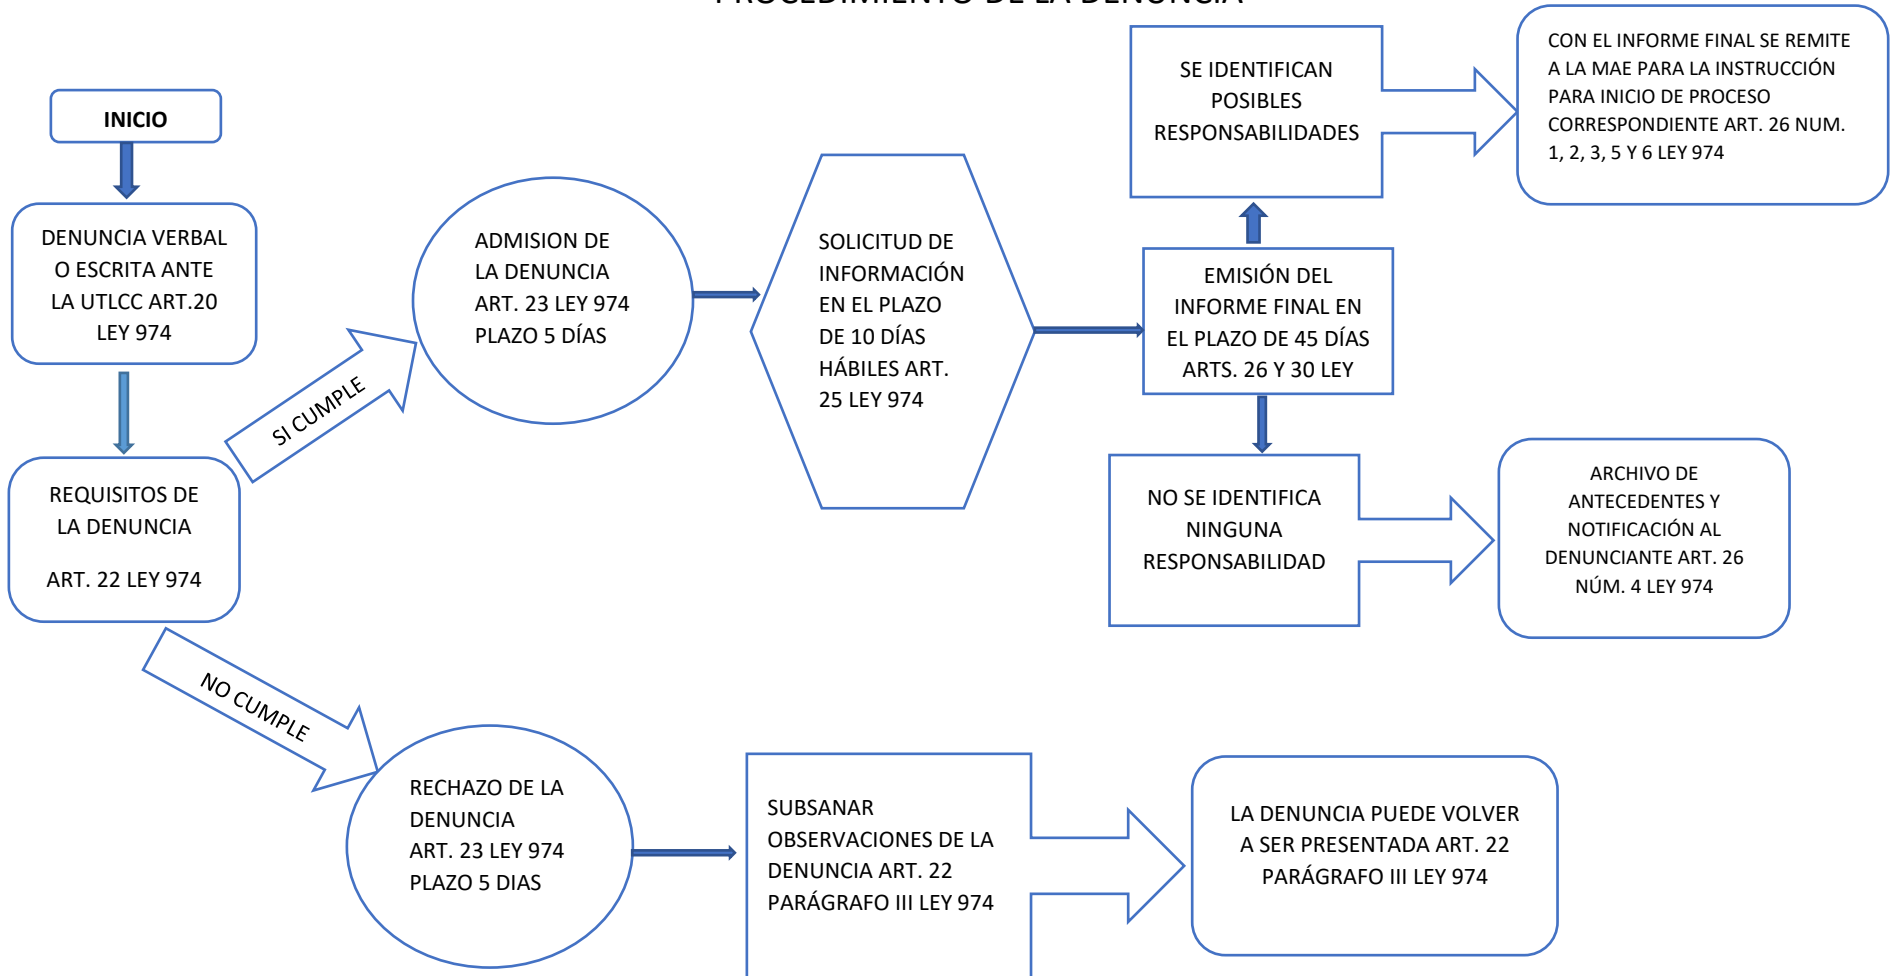 PROCEDIMIENTO DE LA DENUNCIA
INICIO
DENUNCIA VERBAL
O ESCRITA ANTE
LA UTLCC ART.20
LEY 974
REQUISITOS DE
LA DENUNCIA
ART. 22 LEY 974
SI CUMPLE
ADMISION DE
LA DENUNCIA
ART. 23 LEY 974
PLAZO 5 DÍAS
SOLICITUD DE
INFORMACIÓN
EN EL PLAZO
DE 10 DÍAS
HÁBILES ART.
25 LEY 974
EMISIÓN DEL
INFORME FINAL EN
EL PLAZO DE 45 DÍAS
ARTS. 26 Y 30 LEY
SE IDENTIFICAN
POSIBLES
RESPONSABILIDADES
CON EL INFORME FINAL SE REMITE
A LA MAE PARA LA INSTRUCCIÓN
PARA INICIO DE PROCESO
CORRESPONDIENTE ART. 26 NUM.
1, 2, 3, 5 Y 6 LEY 974
NO SE IDENTIFICA
NINGUNA
RESPONSABILIDAD
ARCHIVO DE
ANTECEDENTES Y
NOTIFICACIÓN AL
DENUNCIANTE ART. 26
NÚM. 4 LEY 974
NO CUMPLE
RECHAZO DE LA
DENUNCIA
ART. 23 LEY 974
PLAZO 5 DIAS
SUBSANAR
OBSERVACIONES DE LA
DENUNCIA ART. 22
PARÁGRAFO III LEY 974
LA DENUNCIA PUEDE VOLVER
A SER PRESENTADA ART. 22
PARÁGRAFO III LEY 974